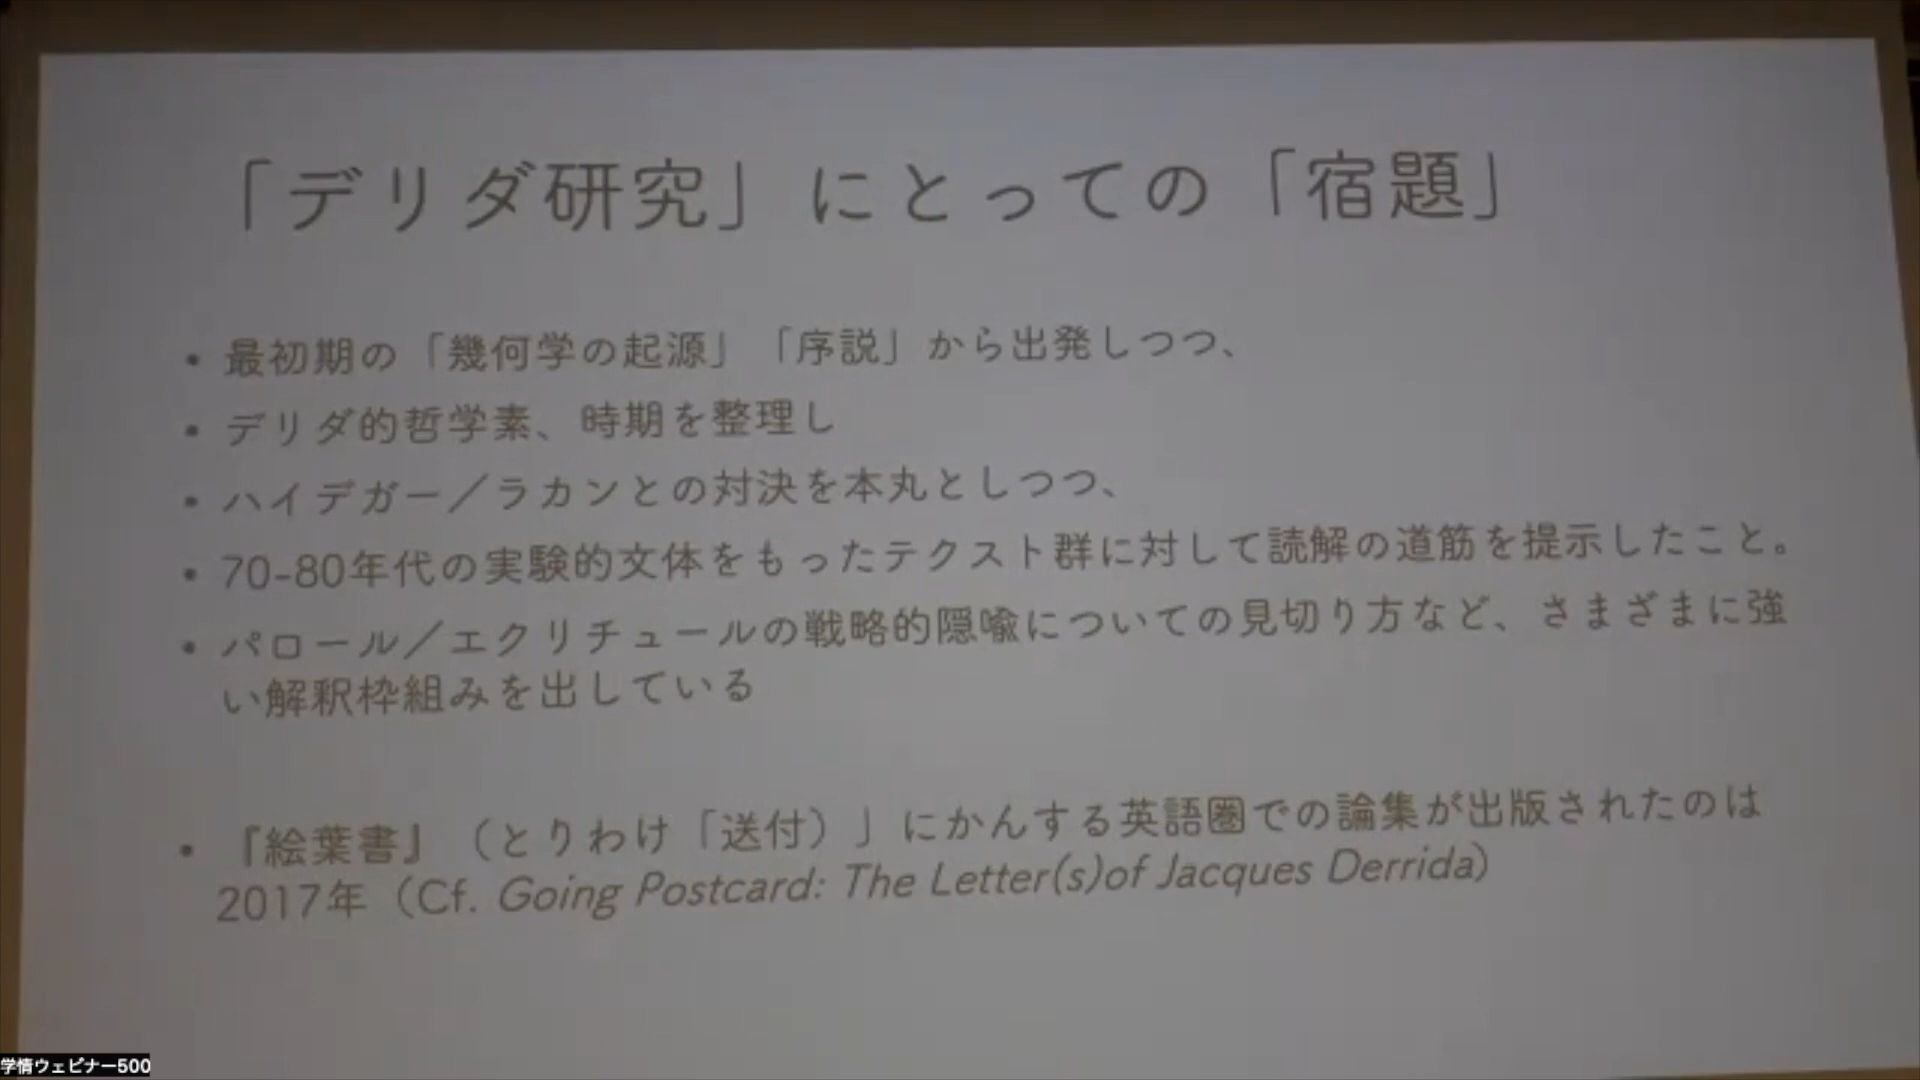 「デリダ研究」にとっての「宿題」
• 最初期の「幾何学の起源」「序説」から出発しつつ、
• デリダ的哲学素、時期を整理し
• ハイデガー／ラカンとの対決を本丸としつつ、
• 70-80年代の実験的文体をもったテクスト群に対して読解の道筋を提示したこと。
• パロール／エクリチュールの戦略的隠喩についての見切り方など、さまざまに強
い解釈枠組みを出している
• 『絵葉書』（とりわけ「送付）」にかんする英語圏での論集が出版されたのは
2017年（Cf. Going Postcard: The Letter(s)of Jacques Derrida）
学情ウェビナー500